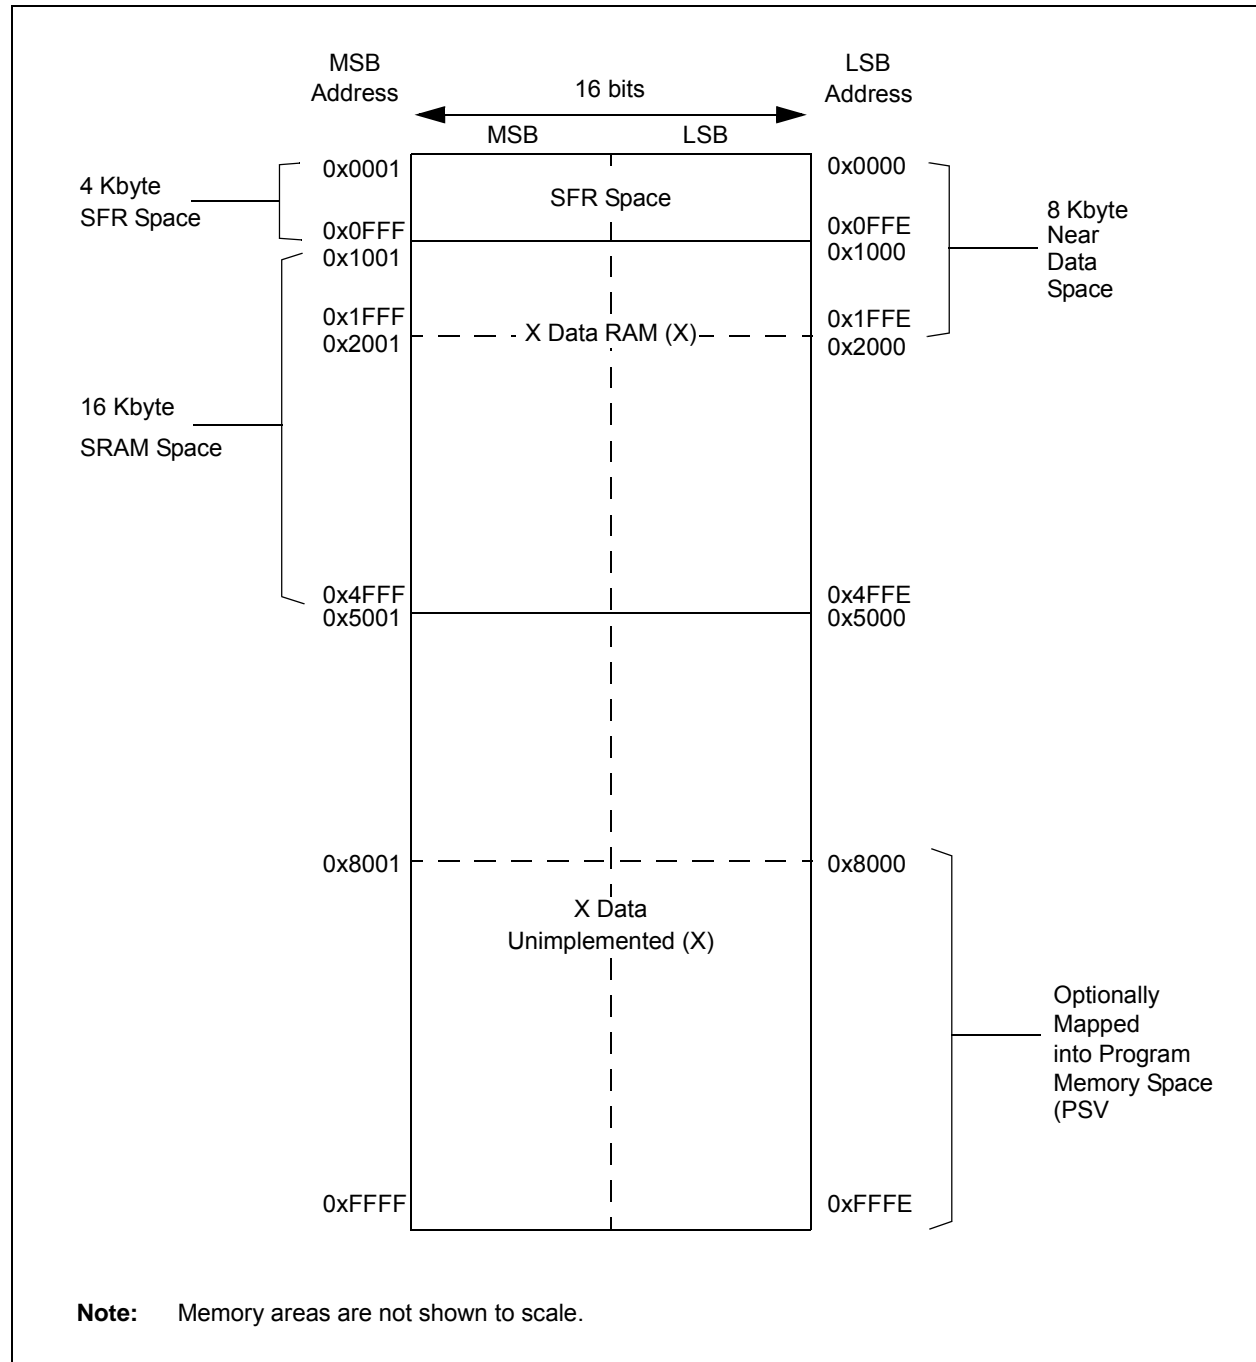 MSB
Address
LSB
Address
16 bits
MSB
LSB
0x0001
0x0000
4 Kbyte
SFR Space
SFR Space
8 Kbyte
Near
Data
Space
0x0FFF
0x0FFE
0x1001
0x1000
0x1FFF
0x1FFE
X Data RAM (X)
0x2001
0x2000
16 Kbyte
SRAM Space
0x4FFF
0x4FFE
0x5001
0x5000
0x8001
0x8000
X Data
Unimplemented (X)
Optionally
Mapped
into Program
Memory Space
(PSV
0xFFFF
0xFFFE
Note: Memory areas are not shown to scale.